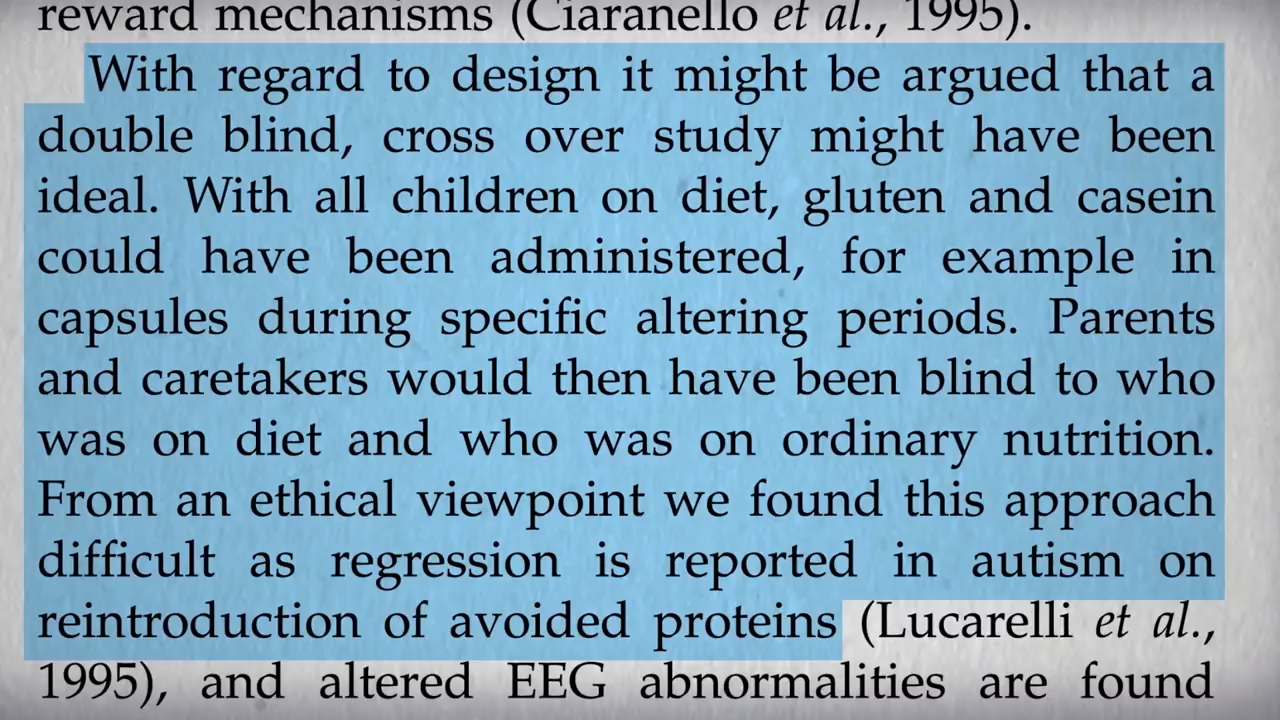 reward mechanisms (Ciaranello et al., 1995).
With regard to design it might be argued that a
double blind, cross over study might have been
ideal. With all children on diet, gluten and casein
could have been administered, for example in
capsules during specific altering periods. Parents
and caretakers would then have been blind to who
was on diet and who was on ordinary nutrition.
From an ethical viewpoint we found this approach
difficult as regression is reported in autism on
reintroduction of avoided proteins (Lucarelli et al.,
1995), and altered EEG abnormalities are found